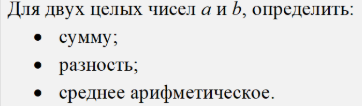 Для двух целых чисел a и b, определить:
• сумму;
• разность;
• среднее арифметическое.